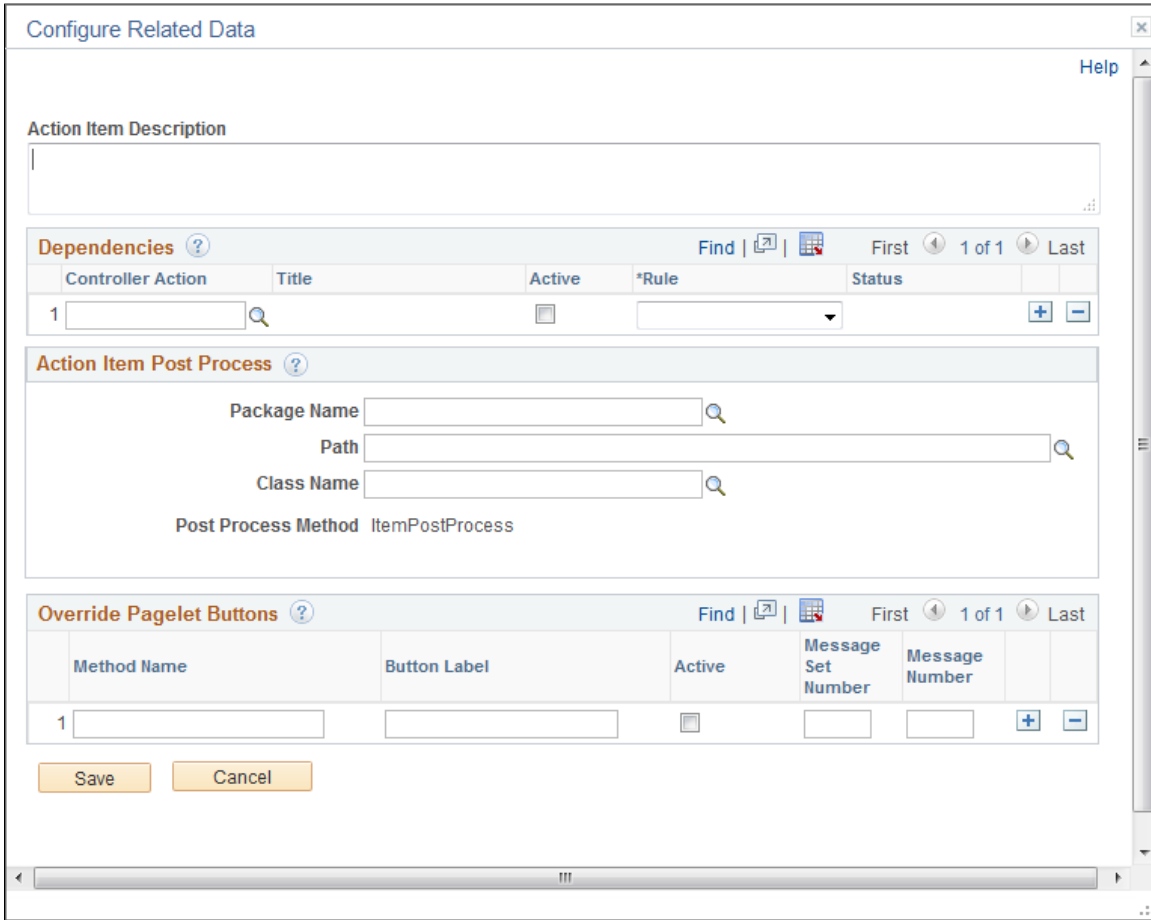 Configure Related Data
Help
Action Item Description
Dependencies ? Find | | First 1 of 1 Last
Controller Action Title Active *Rule Status
1
Action Item Post Process ?
Package Name
Path
Class Name
Post Process Method ItemPostProcess
Override Pagelet Buttons ? Find | | First 1 of 1 Last
Method Name Button Label Active Message Set Number Message Number
1
Save Cancel